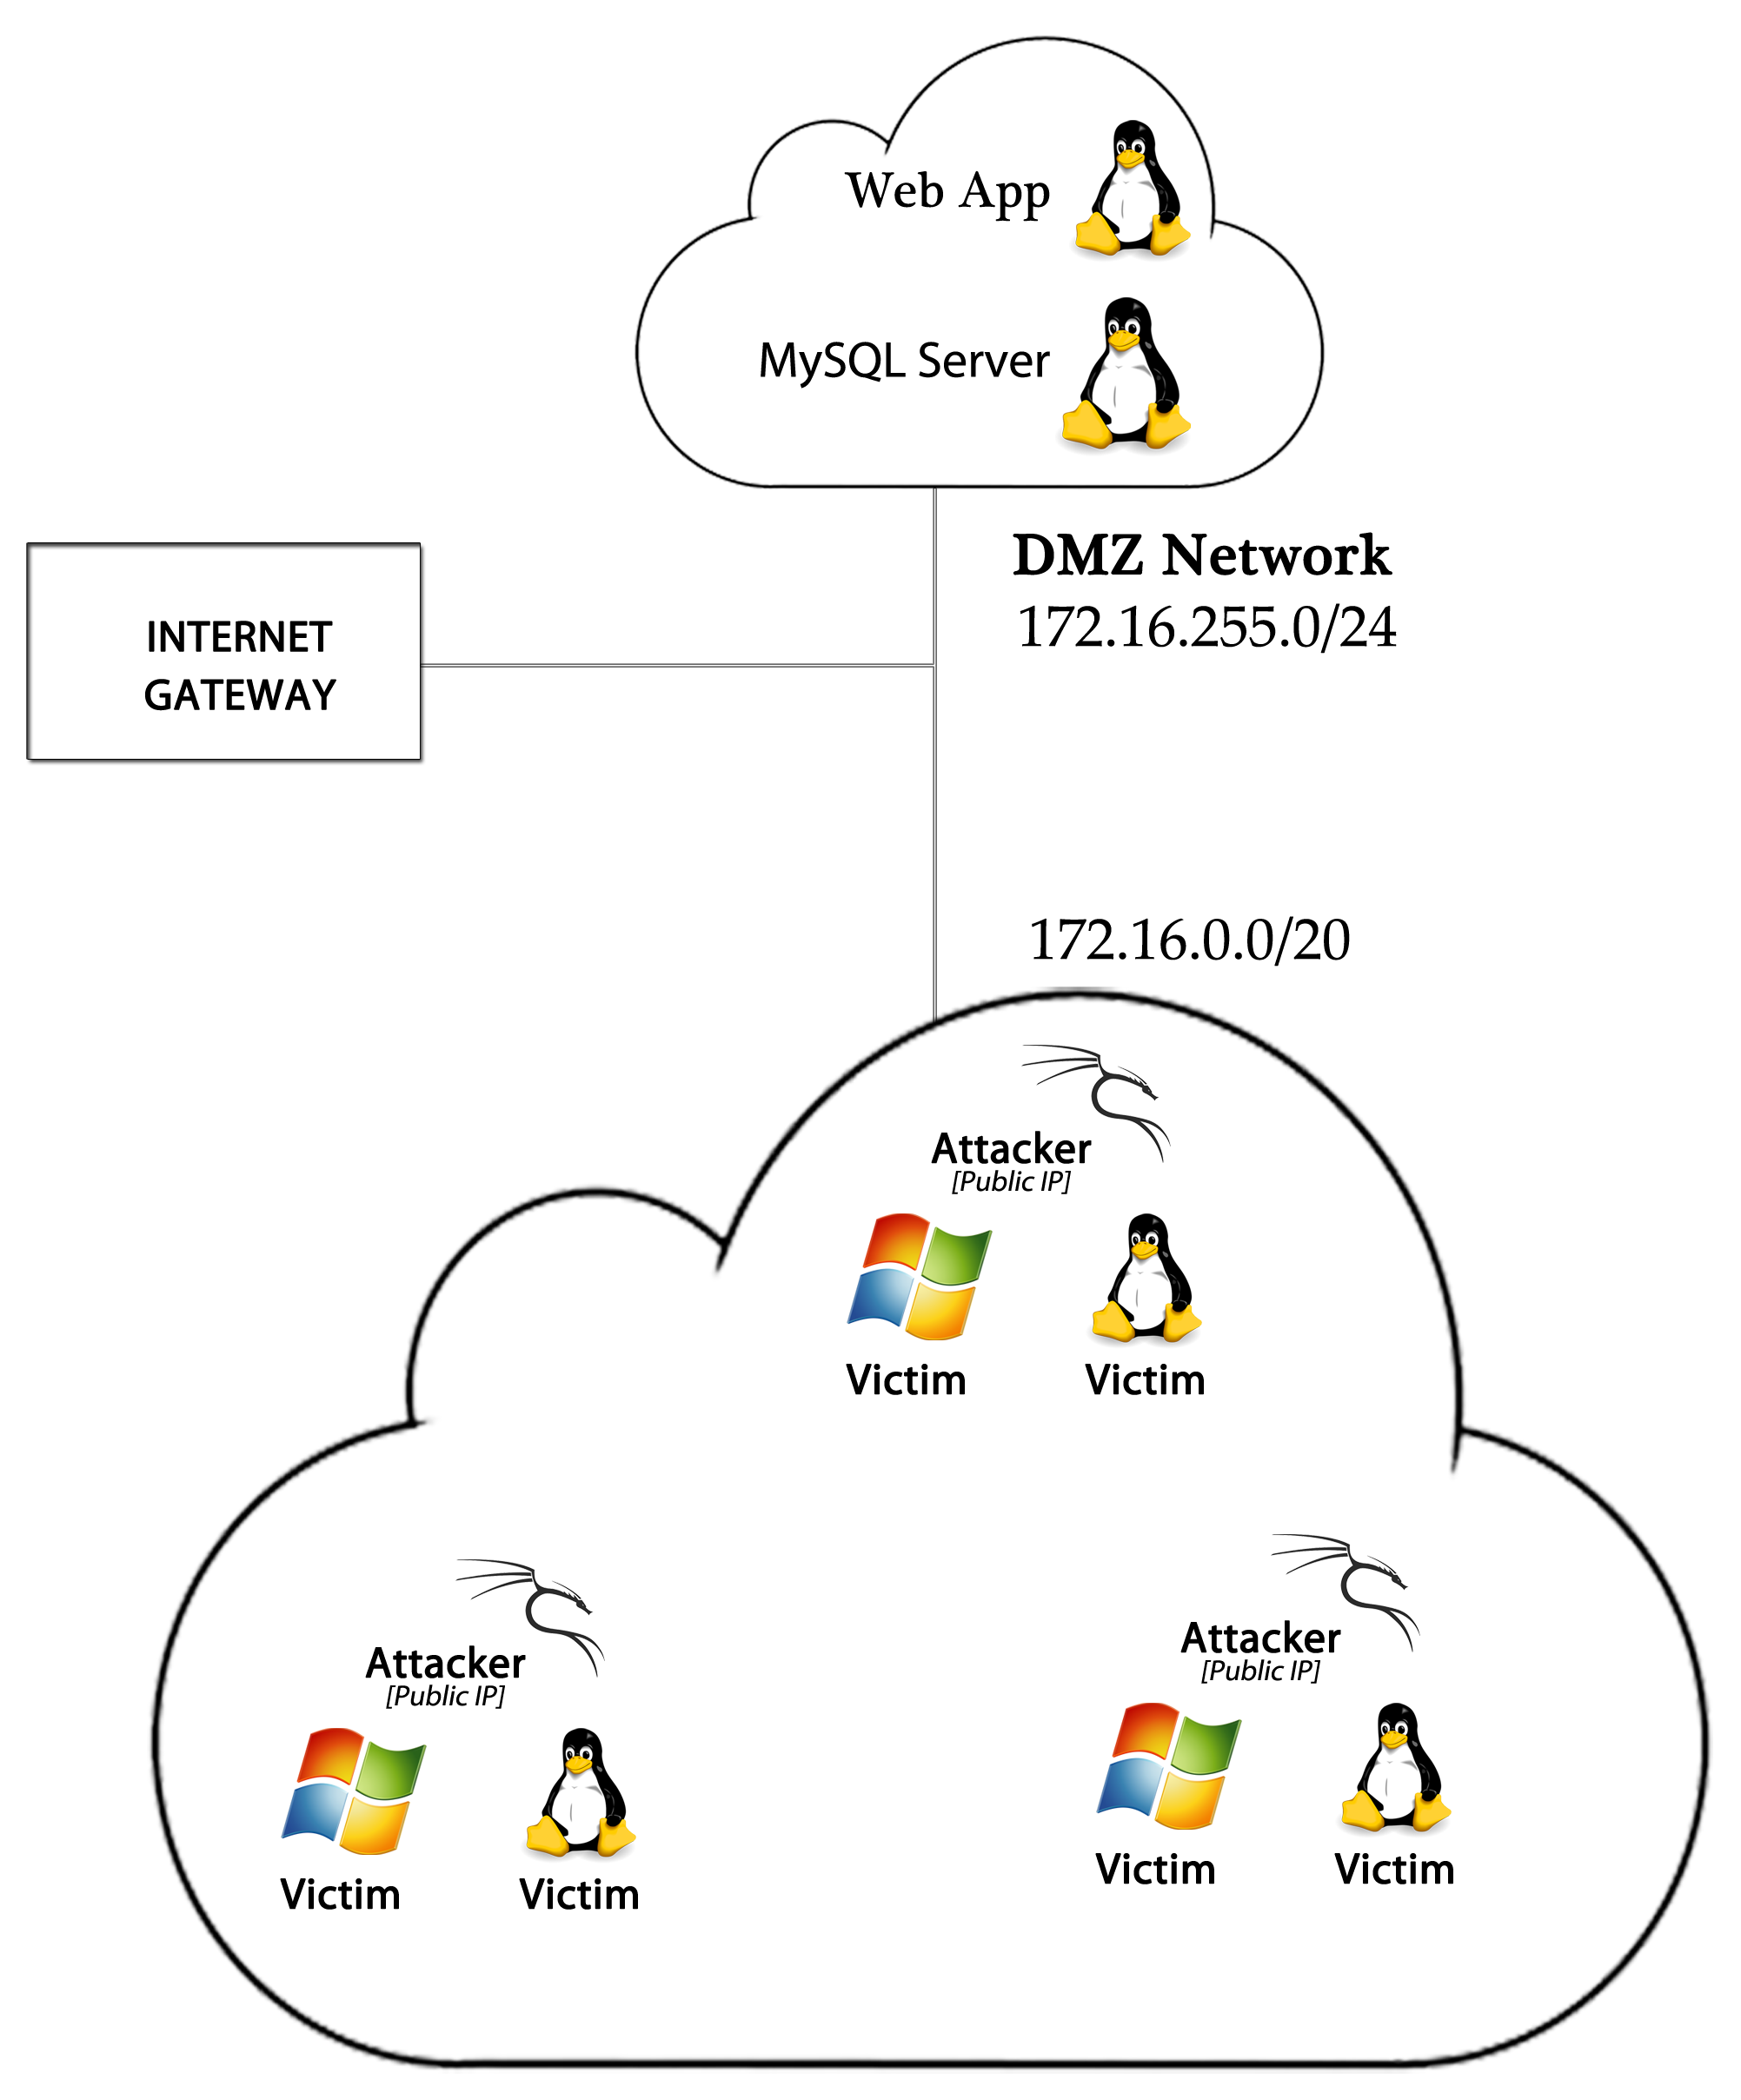 Web App
MySQL Server
DMZ Network
172.16.255.0/24
INTERNET
GATEWAY
172.16.0.0/20
Attacker
[Public IP]
Victim
Victim
Attacker
[Public IP]
Victim
Victim
Attacker
[Public IP]
Victim
Victim